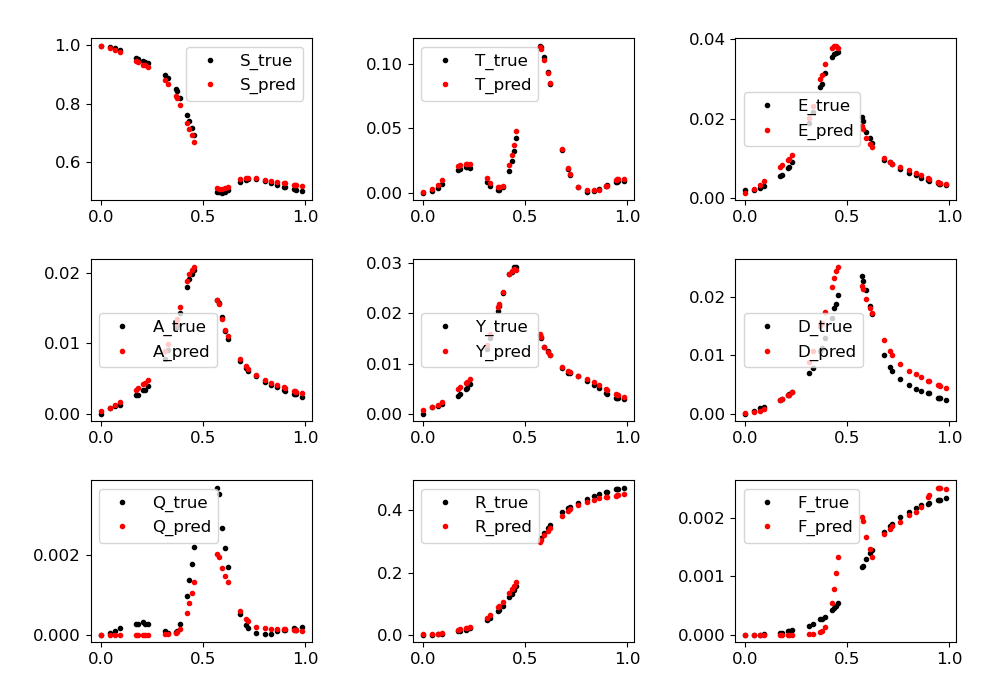 1.0
0.8
0.6
0.0 0.5 1.0
S_true
S_pred
0.10
0.05
0.00
0.0 0.5 1.0
T_true
T_pred
0.04
0.02
0.00
0.0 0.5 1.0
E_true
E_pred
0.02
0.01
0.00
0.0 0.5 1.0
A_true
A_pred
0.03
0.02
0.01
0.00
0.0 0.5 1.0
Y_true
Y_pred
0.02
0.01
0.00
0.0 0.5 1.0
D_true
D_pred
0.002
0.000
0.0 0.5 1.0
Q_true
Q_pred
0.4
0.2
0.0
0.0 0.5 1.0
R_true
R_pred
0.002
0.001
0.000
0.0 0.5 1.0
F_true
F_pred